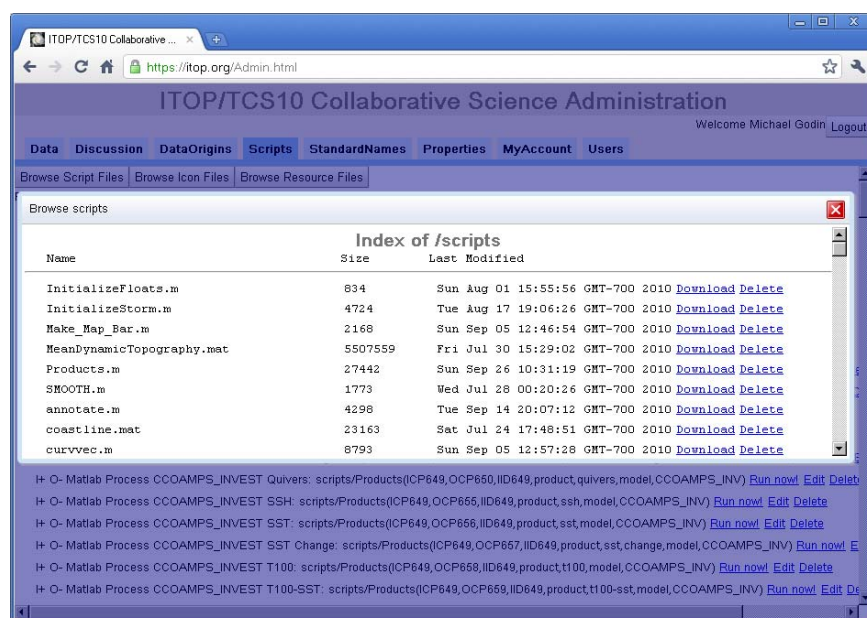 ITOP/TCS10 Collaborative ...
https://itop.org/Admin.html
ITOP/TCS10 Collaborative Science Administration
Welcome Michael Godin Logout
Data Discussion DataOrigins Scripts StandardNames Properties MyAccount Users
Browse Script Files Browse Icon Files Browse Resource Files
Browse scripts
Index of /scripts
Name Size Last Modified
InitializeFloats.m 834 Sun Aug 01 15:55:56 GMT-700 2010 Download Delete
InitializeStorm.m 4724 Tue Aug 17 19:06:26 GMT-700 2010 Download Delete
Make_Map_Bar.m 2168 Sun Sep 05 12:46:54 GMT-700 2010 Download Delete
MeanDynamicTopography.mat 5507559 Fri Jul 30 15:29:02 GMT-700 2010 Download Delete
Products.m 27442 Sun Sep 26 10:31:19 GMT-700 2010 Download Delete
SMOOTH.m 1773 Wed Jul 28 00:20:26 GMT-700 2010 Download Delete
annotate.m 4298 Tue Sep 14 20:07:12 GMT-700 2010 Download Delete
coastline.mat 23163 Sat Jul 24 17:48:51 GMT-700 2010 Download Delete
curvvec.m 8793 Sun Sep 05 12:57:28 GMT-700 2010 Download Delete
I+ O- Matlab Process CCOAMPS_INVEST Quivers: scripts/Products(ICP649,OCP650,IID649,product,quivers,model,CCOAMPS_INV) Run now! Edit Delet
I+ O- Matlab Process CCOAMPS_INVEST SSH: scripts/Products(ICP649,OCP655,IID649,product,ssh,model,CCOAMPS_INV) Run now! Edit Delete
I+ O- Matlab Process CCOAMPS_INVEST SST: scripts/Products(ICP649,OCP656,IID649,product,sst,model,CCOAMPS_INV) Run now! Edit Delete
I+ O- Matlab Process CCOAMPS_INVEST SST Change: scripts/Products(ICP649,OCP657,IID649,product,sst,change,model,CCOAMPS_INV) Run now! E
I+ O- Matlab Process CCOAMPS_INVEST T100: scripts/Products(ICP649,OCP658,IID649,product,t100,model,CCOAMPS_INV) Run now! Edit Delete
I+ O- Matlab Process CCOAMPS_INVEST T100-SST: scripts/Products(ICP649,OCP659,IID649,product,t100-sst,model,CCOAMPS_INV) Run now! Edit De